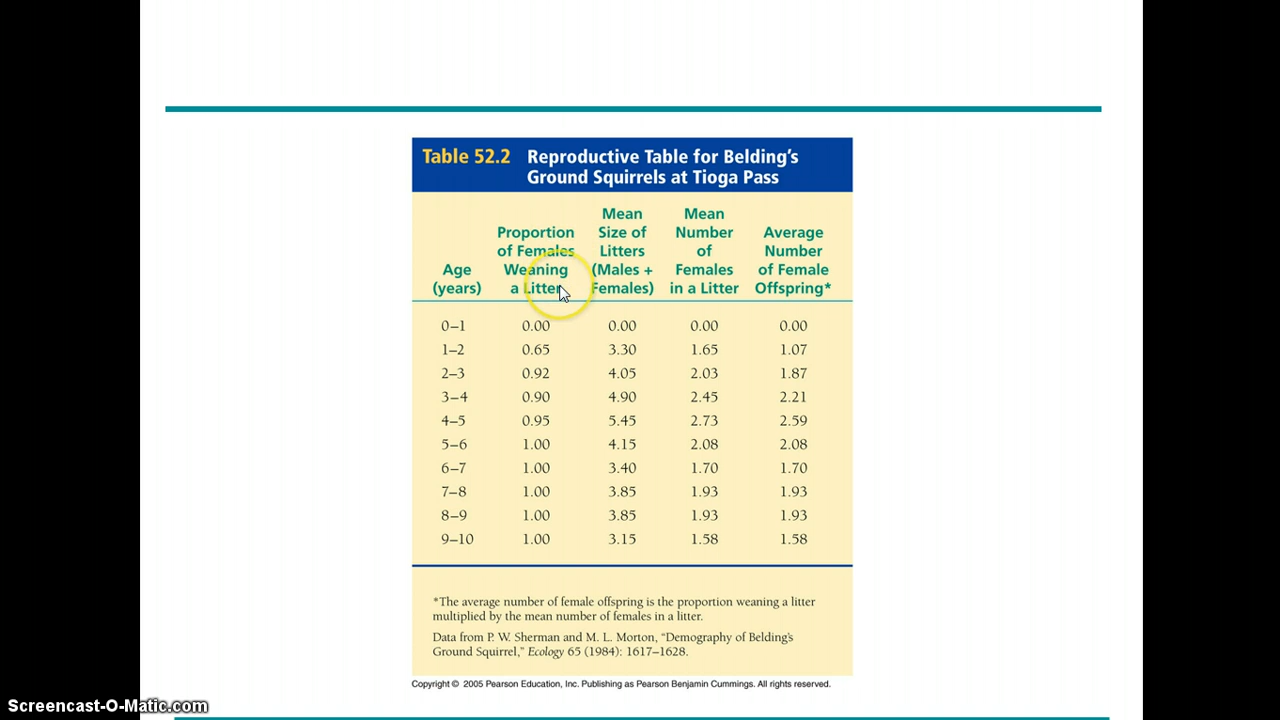 Table 52.2 Reproductive Table for Belding's
Ground Squirrels at Tioga Pass
Age
(years)
Proportion
of Females
Weaning
a Litter
Mean
Size of
Litters
(Males +
Females)
Mean
Number
of
Females
in a Litter
Average
Number
of Female
Offspring*
0–1 0.00 0.00 0.00 0.00
1–2 0.65 3.30 1.65 1.07
2–3 0.92 4.05 2.03 1.87
3–4 0.90 4.90 2.45 2.21
4–5 0.95 5.45 2.73 2.59
5–6 1.00 4.15 2.08 2.08
6–7 1.00 3.40 1.70 1.70
7–8 1.00 3.85 1.93 1.93
8–9 1.00 3.85 1.93 1.93
9–10 1.00 3.15 1.58 1.58
*The average number of female offspring is the proportion weaning a litter
multiplied by the mean number of females in a litter.
Data from P. W. Sherman and M. L. Morton, "Demography of Belding's
Ground Squirrel," Ecology 65 (1984): 1617–1628.
Copyright © 2005 Pearson Education, Inc. Publishing as Pearson Benjamin Cummings. All rights reserved.
Screencast-O-Matic.com